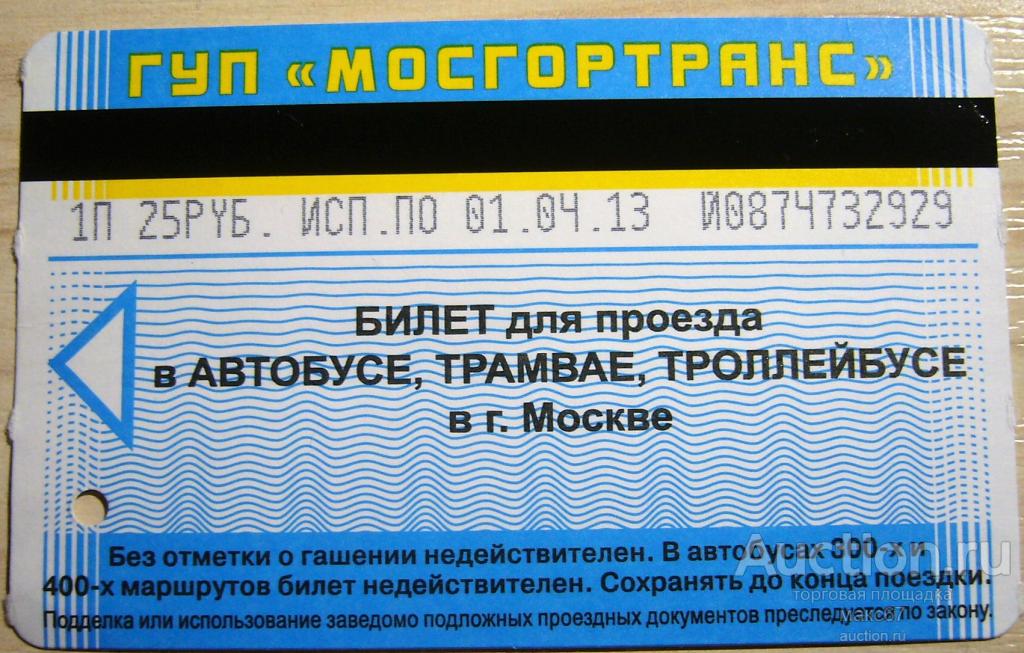 ГУП «МОСГОРТРАНС»
1П 25РУБ. ИСП.ПО 01.04.13 Й0874732929
БИЛЕТ для проезда
в АВТОБУСЕ, ТРАМВАЕ, ТРОЛЛЕЙБУСЕ
в г. Москве
Без отметки о гашении недействителен. В автобусах 300-х и
400-х маршрутов билет недействителен. Сохранять до конца поездки.
Подделка или использование заведомо подложных проездных документов преследуется по закону.
Auction.ru
торговая площадка
auction.ru